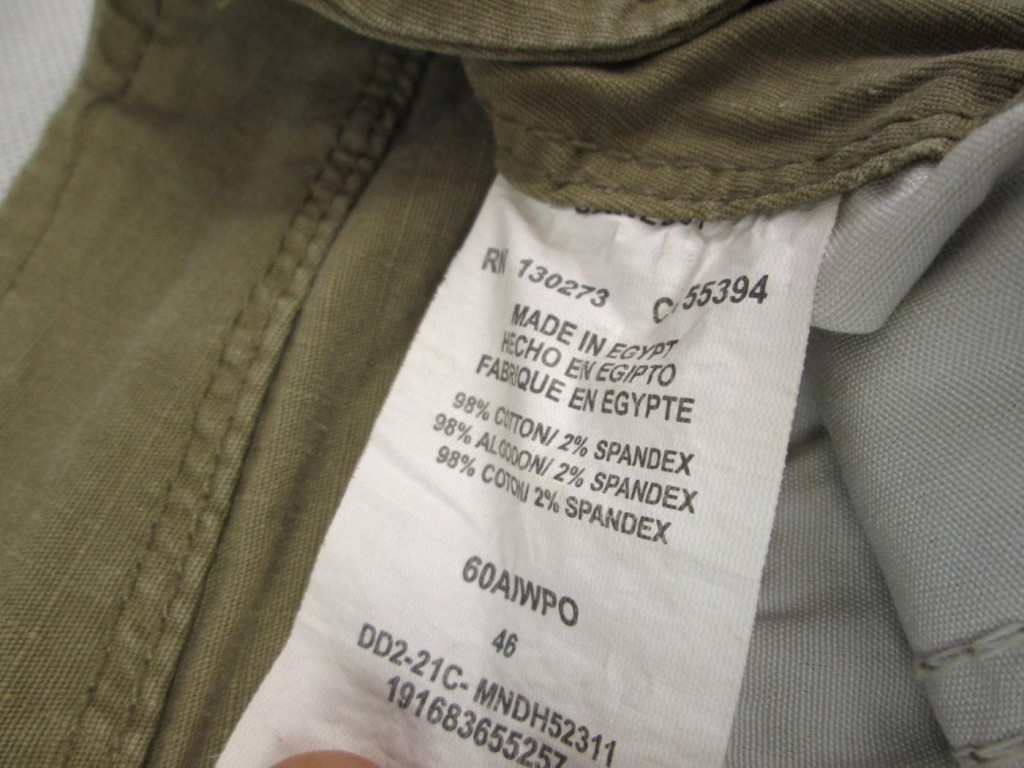 RN 130273 CA 55394
MADE IN EGYPT
HECHO EN EGIPTO
FABRIQUE EN EGYPTE
98% COTTON/ 2% SPANDEX
98% ALGODON/ 2% SPANDEX
98% COTON/ 2% SPANDEX
60AIWPO
46
DD2-21C- MNDH52311
191683655257